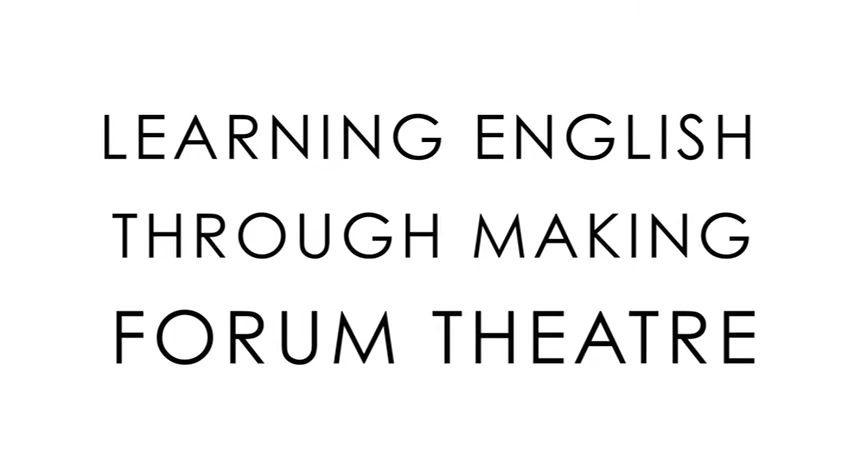 LEARNING ENGLISH
THROUGH MAKING
FORUM THEATRE